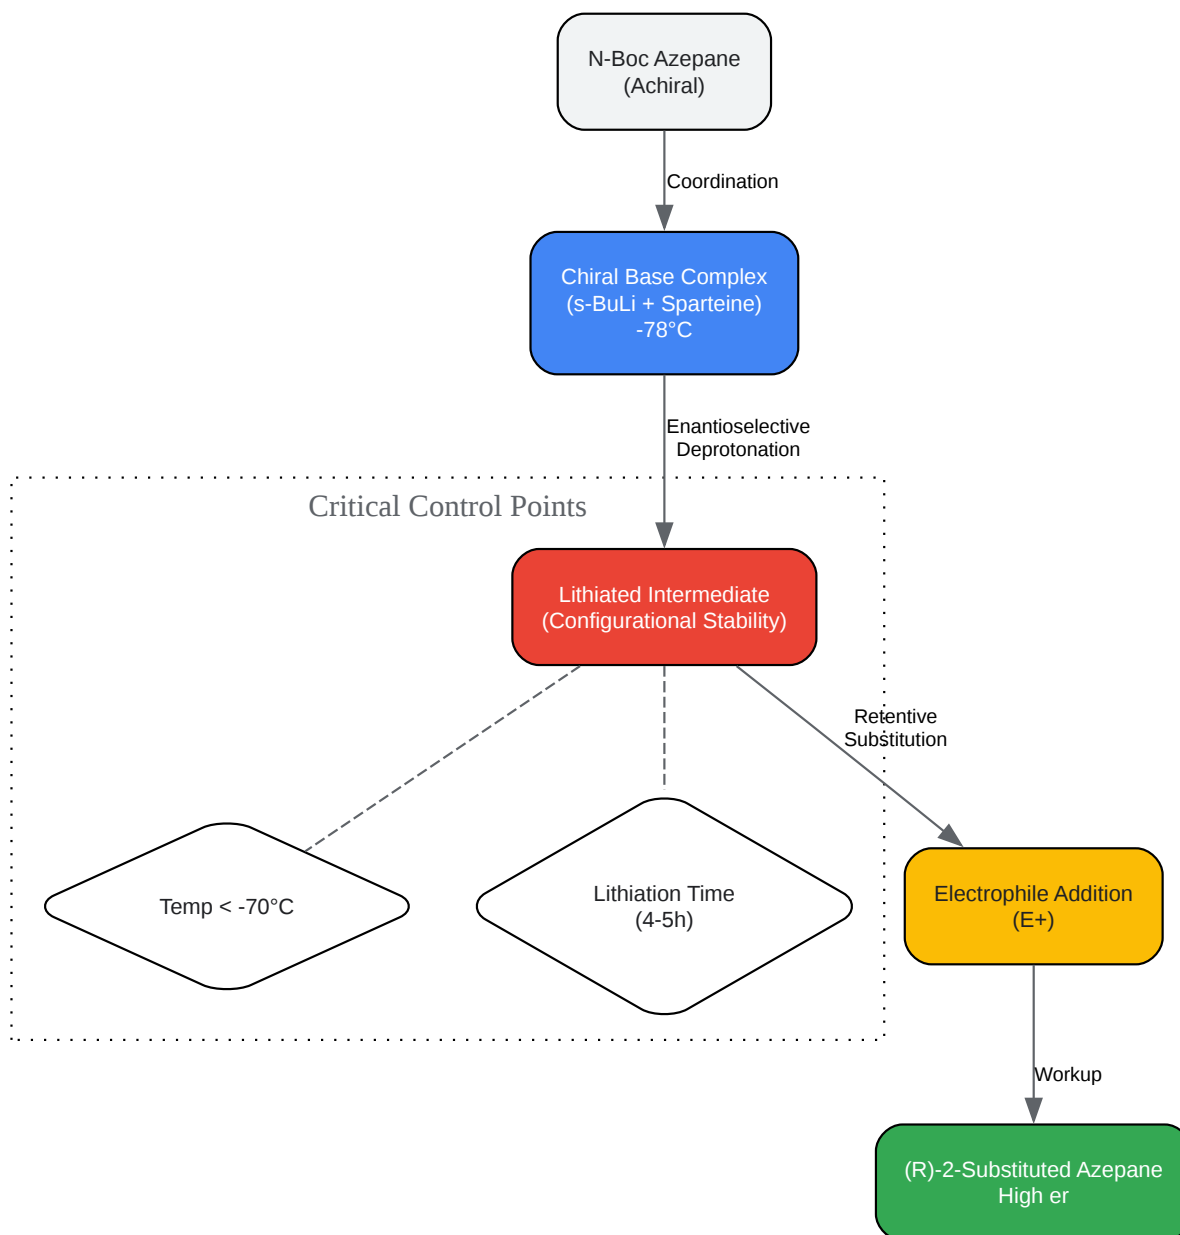 N-Boc Azepane
(Achiral)
Coordination
Chiral Base Complex
(s-BuLi + Sparteine)
-78°C
Enantioselective
Deprotonation
Critical Control Points
Lithiated Intermediate
(Configurational Stability)
Retentive
Substitution
Temp < -70°C
Lithiation Time
(4-5h)
Electrophile Addition
(E+)
Workup
(R)-2-Substituted Azepane
High er